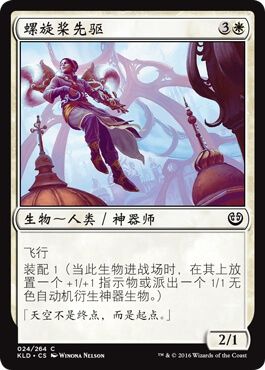 螺旋桨先驱 3
生物～人类 / 神器师
飞行
装配 1（当此生物进战场时，在其上放
置一个 +1/+1 指示物或派出一个 1/1 无
色自动机衍生神器生物。）
「天空不是终点，而是起点。」
2/1
024/264 C
KLD • CS WINONA NELSON
™ & © 2016 Wizards of the Coast